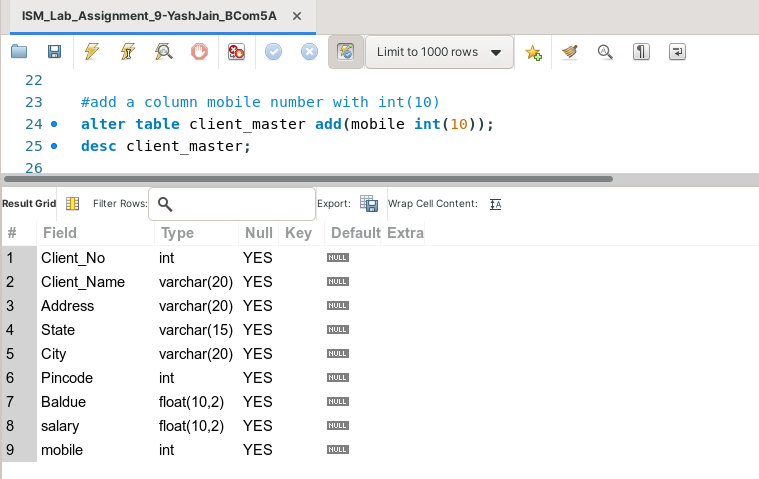 ISM_Lab_Assignment_9-YashJain_BCom5A ×
Limit to 1000 rows
22
23 #add a column mobile number with int(10)
24 alter table client_master add(mobile int(10));
25 desc client_master;
26
Result Grid Filter Rows: Export: Wrap Cell Content:
# Field Type Null Key Default Extra
1 Client_No int YES NULL
2 Client_Name varchar(20) YES NULL
3 Address varchar(20) YES NULL
4 State varchar(15) YES NULL
5 City varchar(20) YES NULL
6 Pincode int YES NULL
7 Baldue float(10,2) YES NULL
8 salary float(10,2) YES NULL
9 mobile int YES NULL